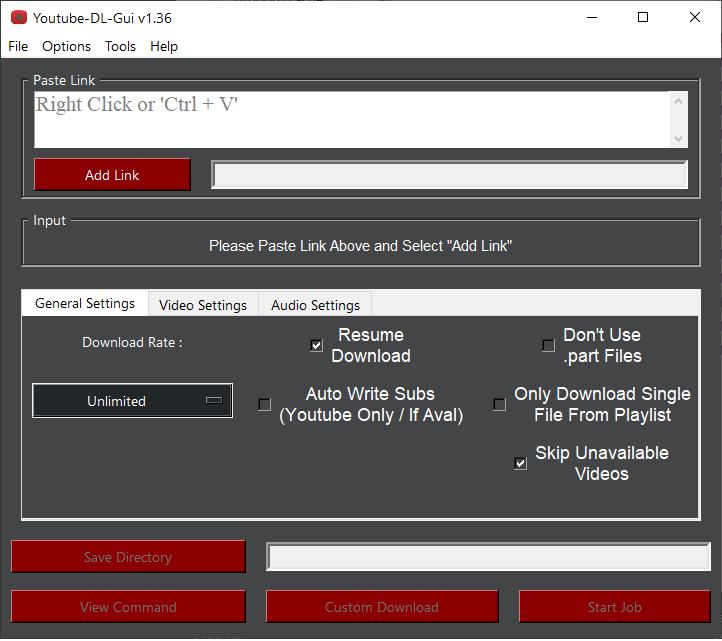 Youtube-DL-Gui v1.36
File Options Tools Help
Paste Link
Right Click or 'Ctrl + V'
Add Link
Input
Please Paste Link Above and Select "Add Link"
General Settings Video Settings Audio Settings
Download Rate :
Unlimited
Resume
Download
Don't Use
.part Files
Auto Write Subs
(Youtube Only / If Aval)
Only Download Single
File From Playlist
Skip Unavailable
Videos
Save Directory
View Command Custom Download Start Job